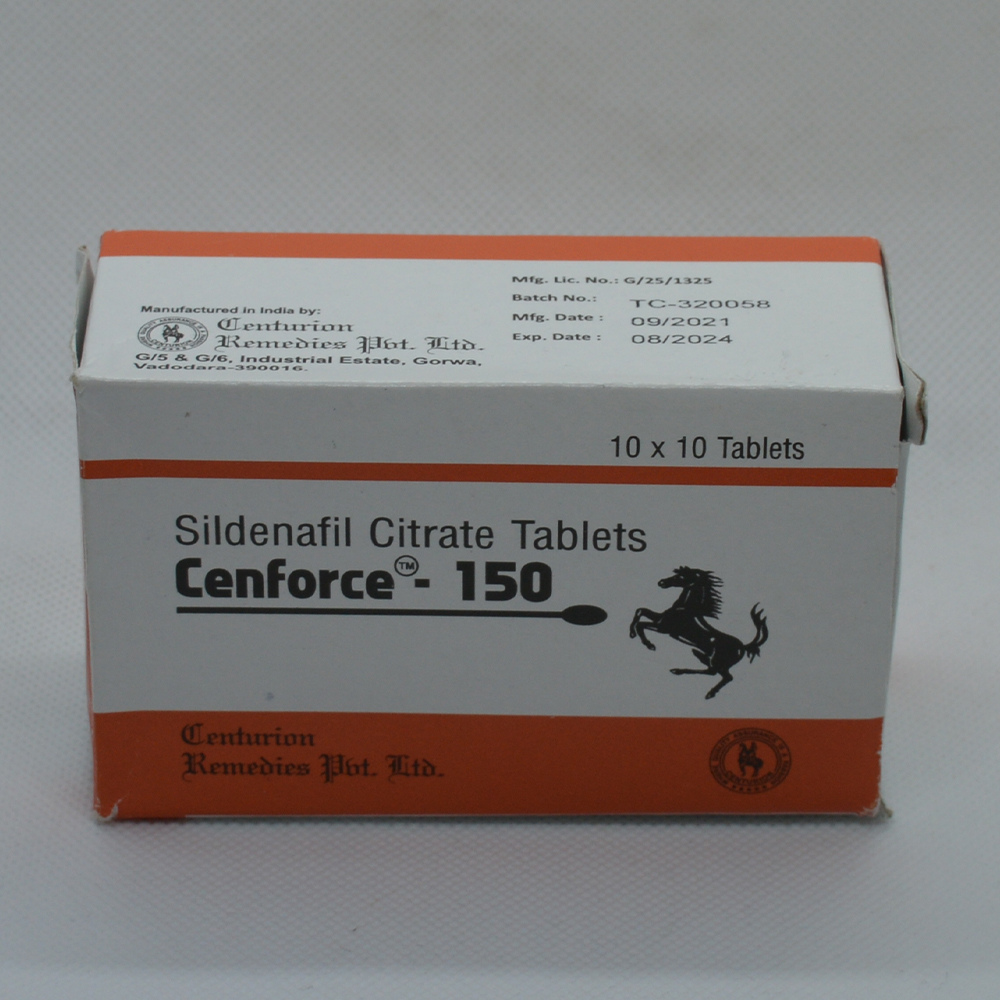 Mfg. Lic. No.: G/25/1325
Batch No.: TC-320058
Mfg. Date : 09/2021
Exp. Date : 08/2024
Manufactured in India by:
Centurion
Remedies Pvt. Ltd.
G/5 & G/6, Industrial Estate, Gorwa,
Vadodara-390016.
10 x 10 Tablets
Sildenafil Citrate Tablets
Cenforce™- 150
Centurion
Remedies Pvt. Ltd.